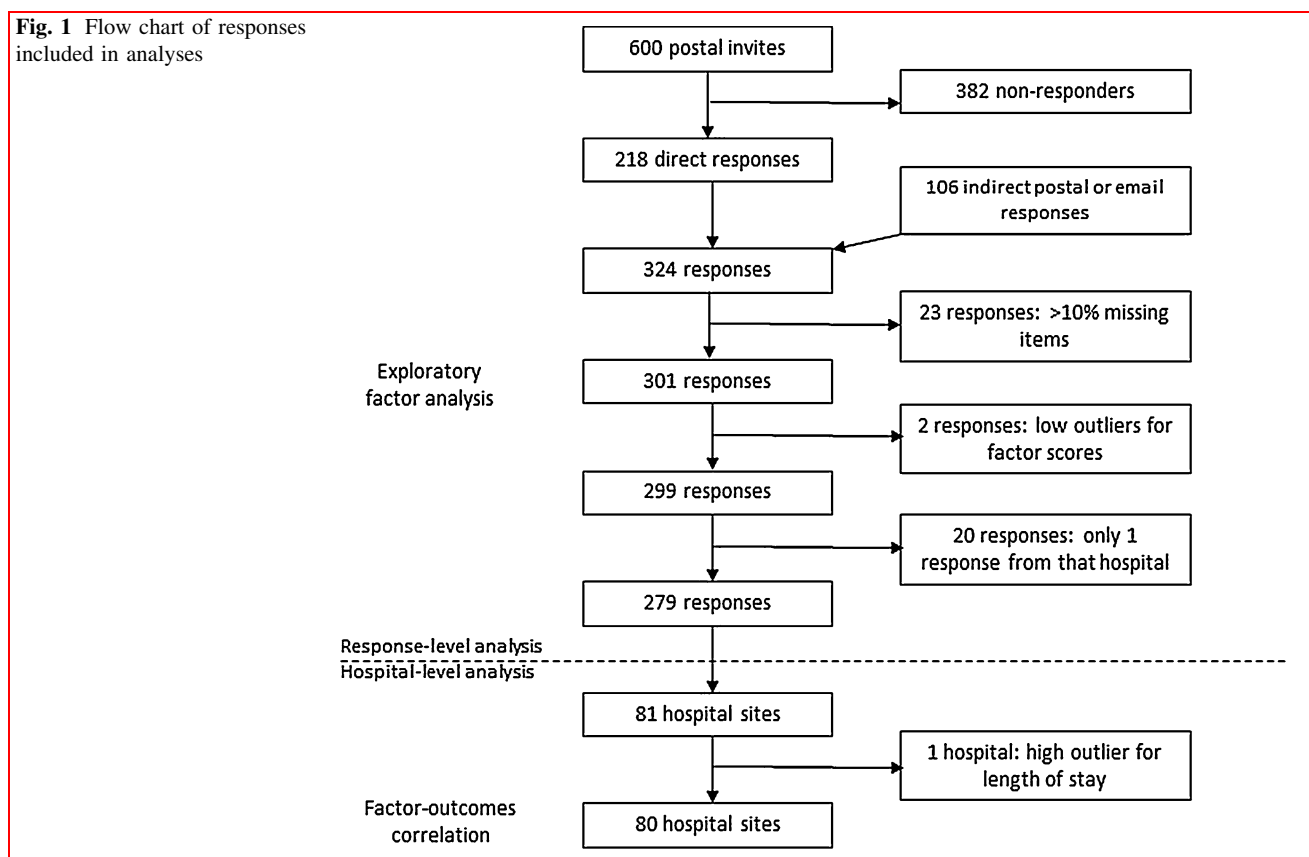 Fig. 1 Flow chart of responses
included in analyses
600 postal invites
382 non-responders
218 direct responses
106 indirect postal or email
responses
324 responses
23 responses: >10% missing
items
Exploratory
factor analysis
301 responses
2 responses: low outliers for
factor scores
299 responses
20 responses: only 1
response from that hospital
279 responses
Response-level analysis
Hospital-level analysis
81 hospital sites
1 hospital: high outlier for
length of stay
Factor-outcomes
correlation
80 hospital sites